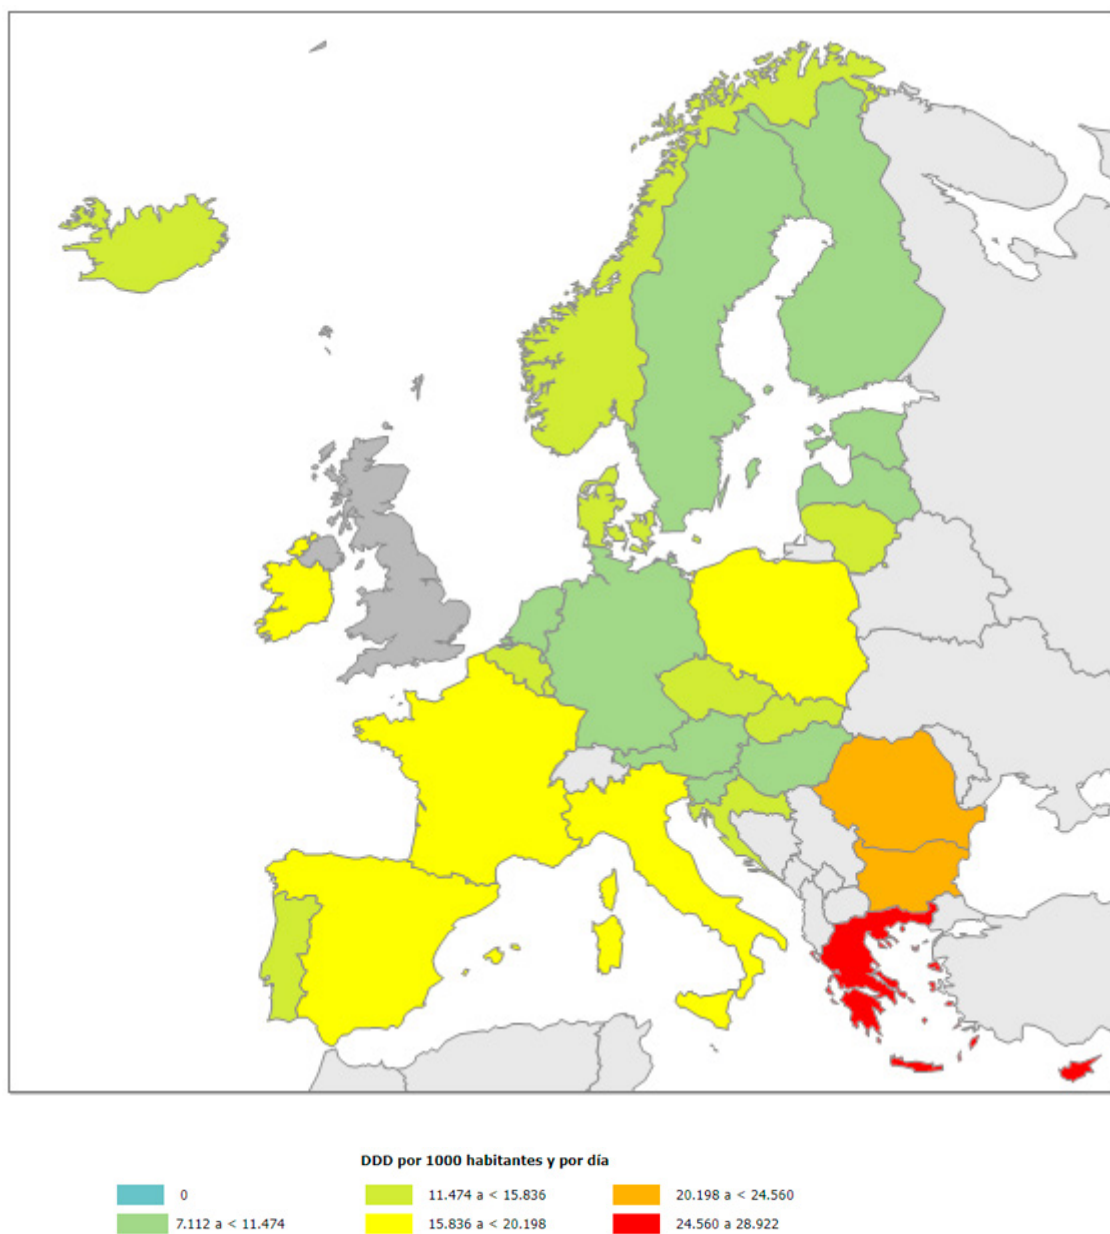 DDD por 1000 habitantes y por día
0 11.474 a < 15.836 20.198 a < 24.560
7.112 a < 11.474 15.836 a < 20.198 24.560 a 28.922